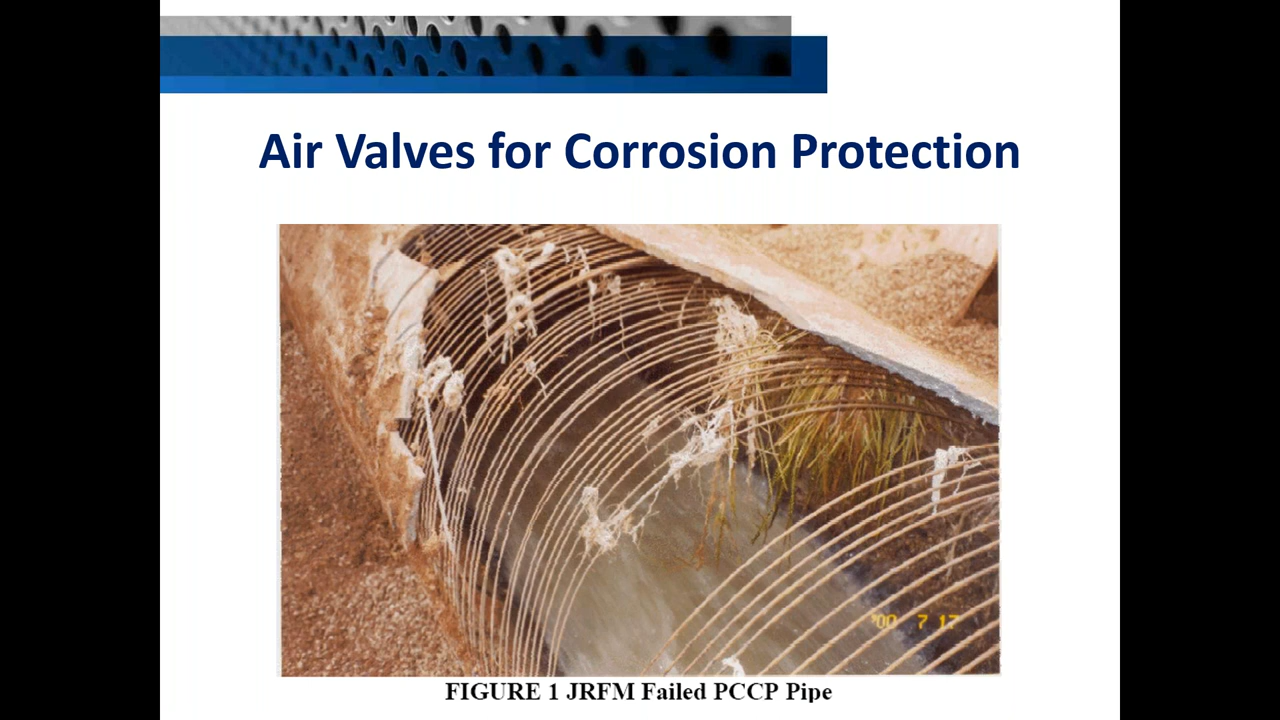 Air Valves for Corrosion Protection
'00 7 17
FIGURE 1 JRFM Failed PCCP Pipe